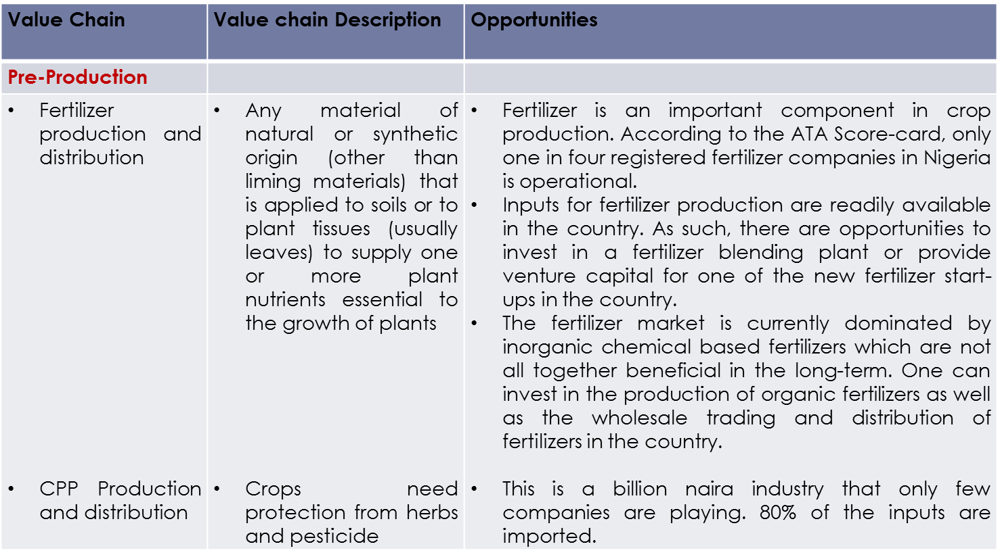 Value Chain
Value chain Description
Opportunities
Pre-Production
• Fertilizer
production and
distribution
• Any material of
natural or synthetic
origin (other than
liming materials) that
is applied to soils or to
plant tissues (usually
leaves) to supply one
or more plant
nutrients essential to
the growth of plants
• Fertilizer is an important component in crop
production. According to the ATA Score-card, only
one in four registered fertilizer companies in Nigeria
is operational.
• Inputs for fertilizer production are readily available
in the country. As such, there are opportunities to
invest in a fertilizer blending plant or provide
venture capital for one of the new fertilizer start-
ups in the country.
• The fertilizer market is currently dominated by
inorganic chemical based fertilizers which are not
all together beneficial in the long-term. One can
invest in the production of organic fertilizers as well
as the wholesale trading and distribution of
fertilizers in the country.
• CPP Production
and distribution
• Crops need
protection from herbs
and pesticide
• This is a billion naira industry that only few
companies are playing. 80% of the inputs are
imported.